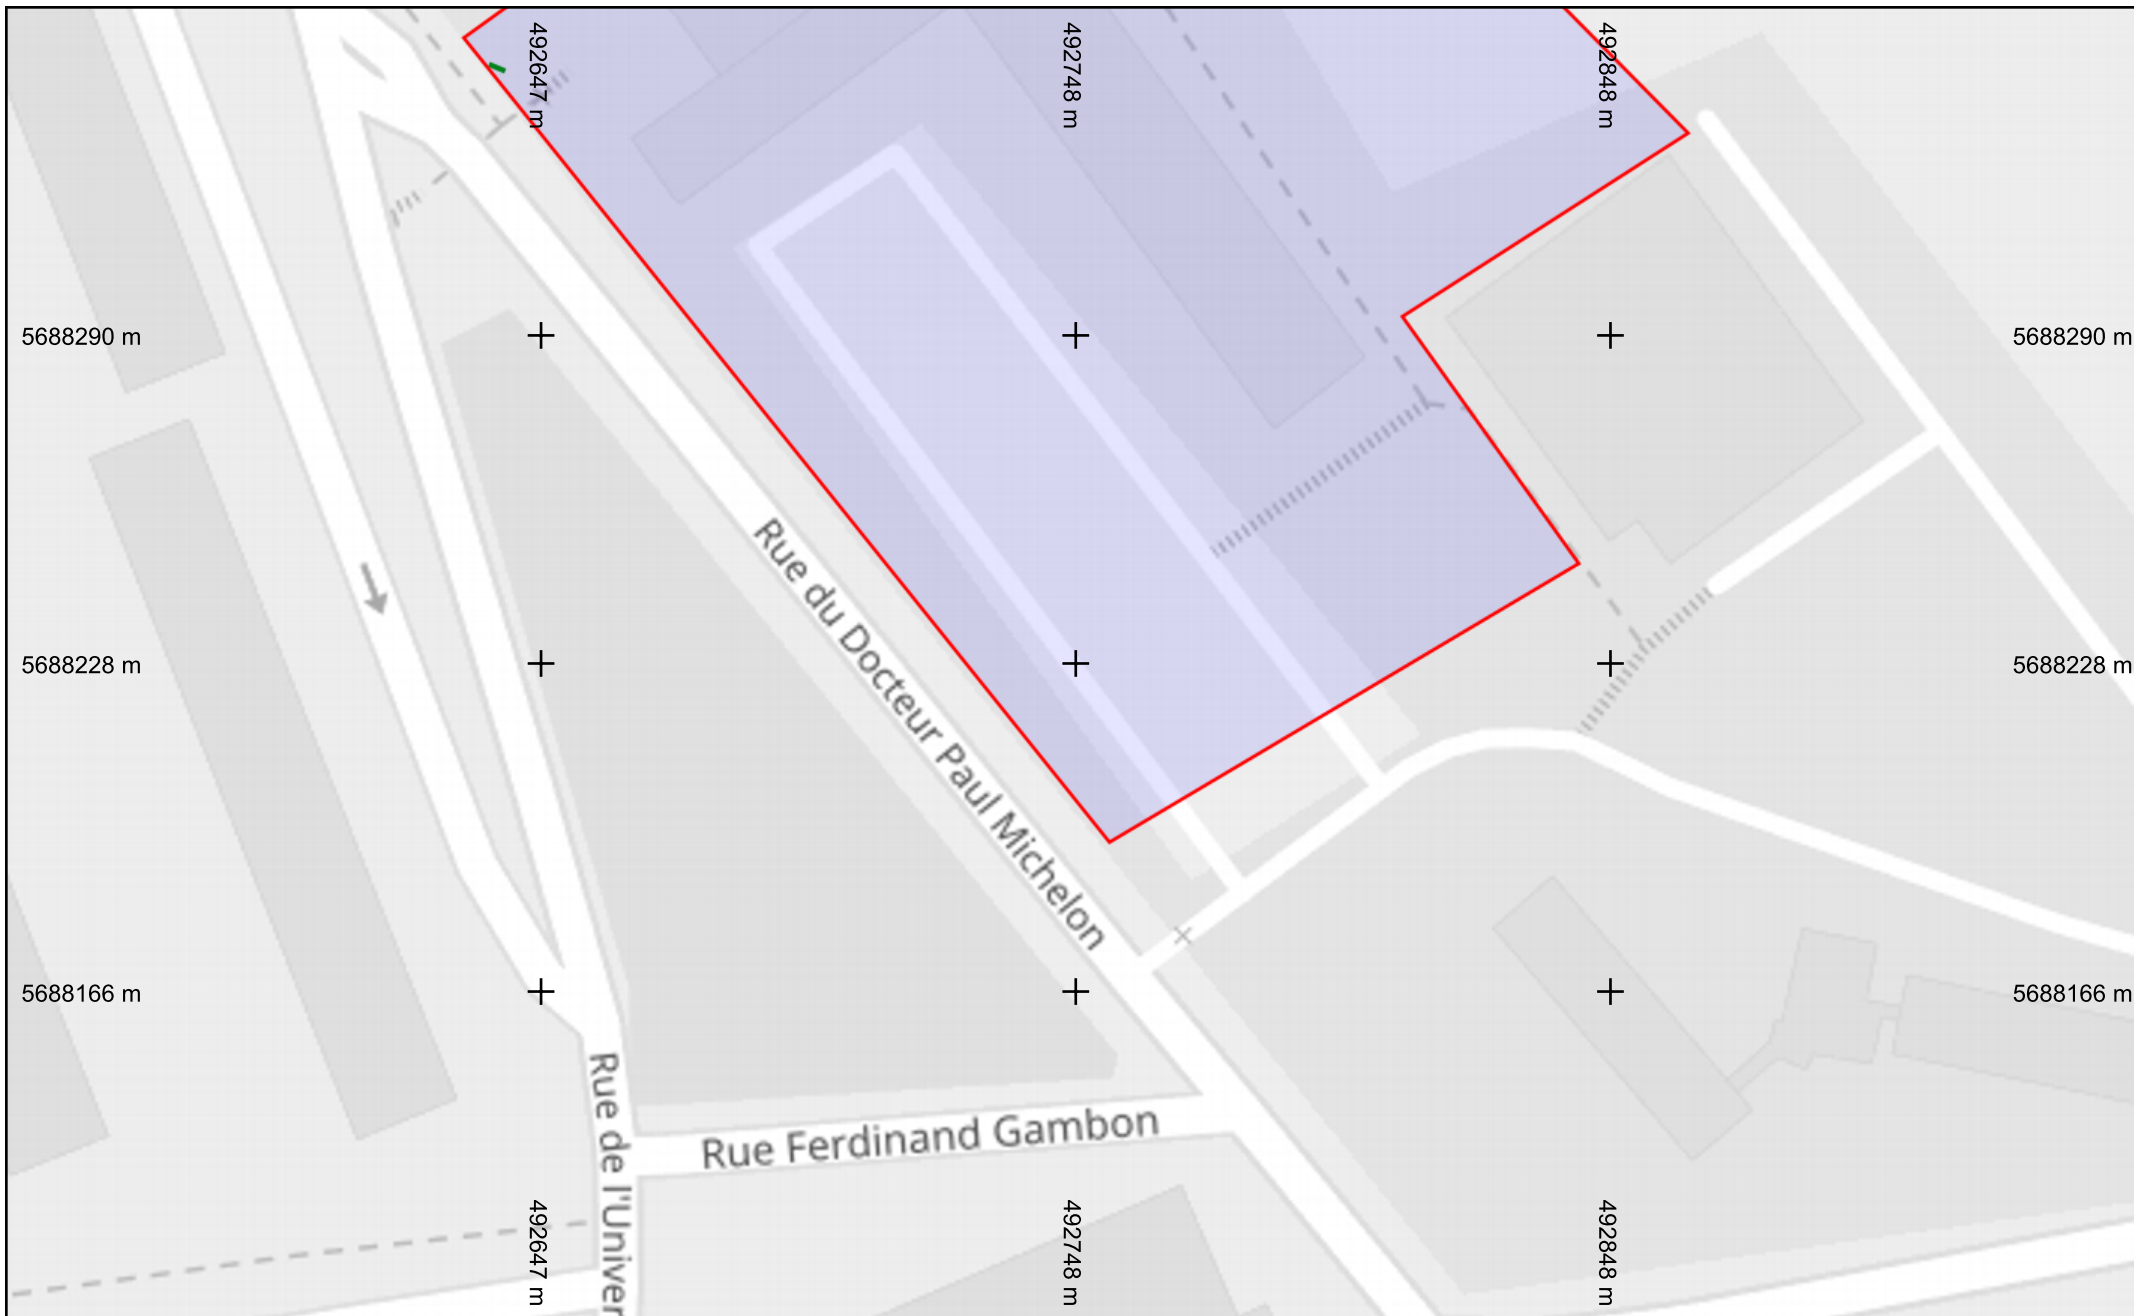 492647 m
492748 m
492848 m
5688290 m
5688290 m
Rue du Docteur Paul Michelon
5688228 m
5688228 m
5688166 m
5688166 m
Rue de l'Univer
Rue Ferdinand Gambon
492647 m
492748 m
492848 m